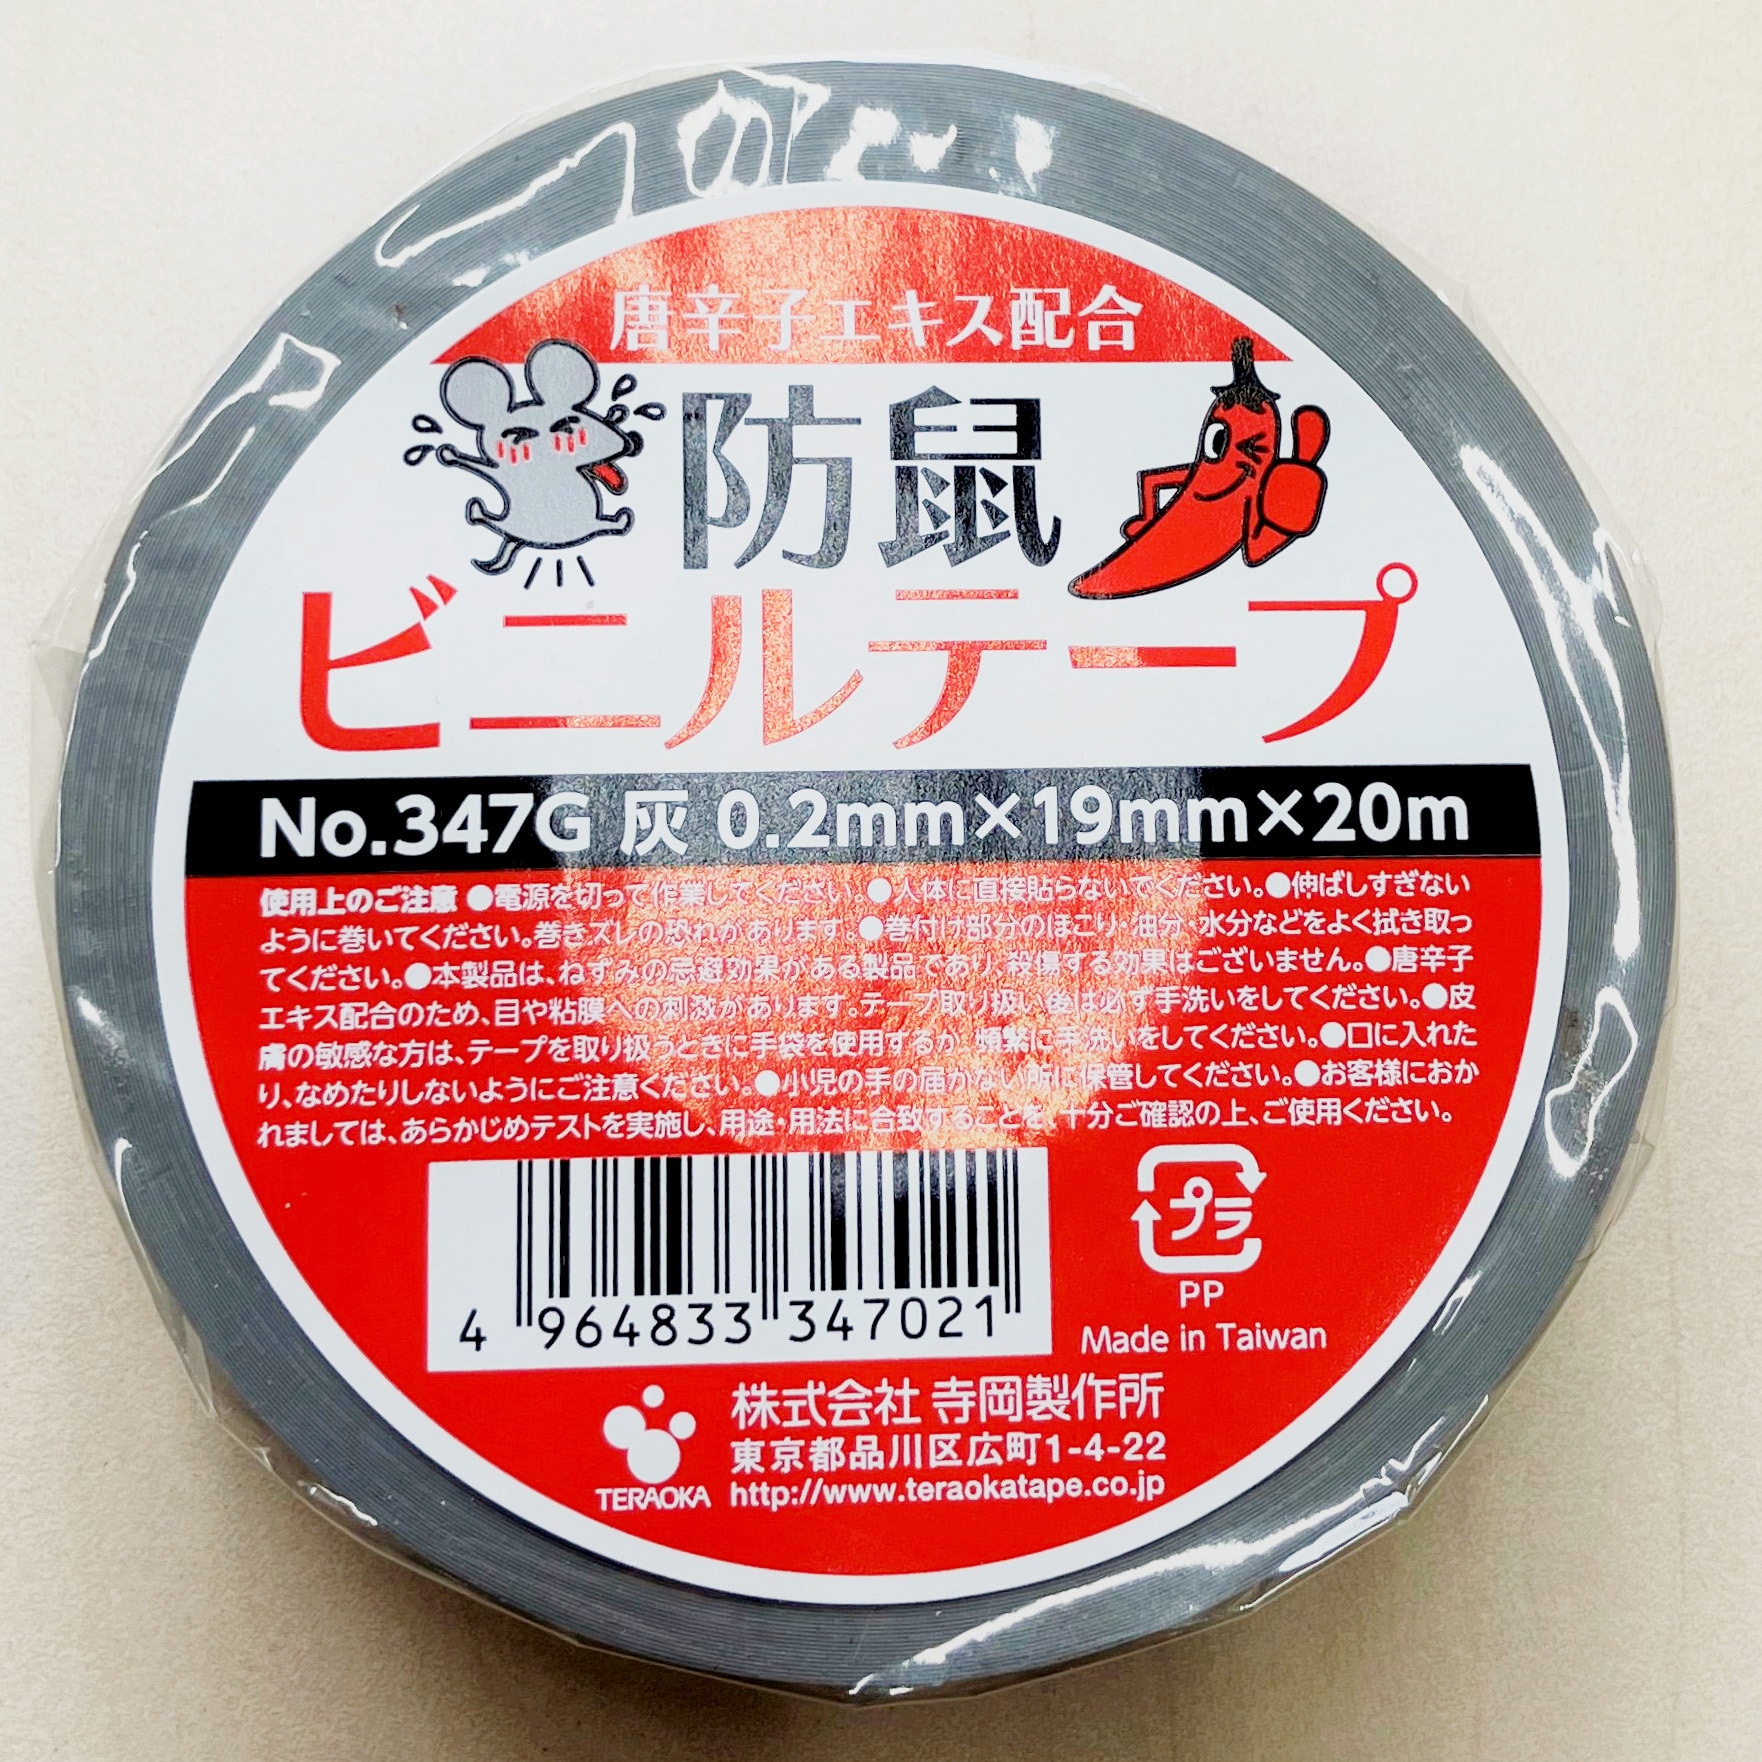 唐辛子エキス配合
防鼠
ビニルテープ
No.347G 灰 0.2mm×19mm×20m
使用上のご注意 ●電源を切って作業してください。●人体に直接貼らないでください。●伸ばしすぎない
ように巻いてください。巻きズレの恐れがあります。●巻付け部分のほこり・油分・水分などをよく拭き取っ
てください。●本製品は、ねずみの忌避効果がある製品であり、殺傷する効果はございません。●唐辛子
エキス配合のため、目や粘膜への刺激があります。テープ取り扱い後は必ず手洗いをしてください。●皮
膚の敏感な方は、テープを取り扱うときに手袋を使用するか、頻繁に手洗いをしてください。●口に入れた
り、なめたりしないようにご注意ください。●小児の手の届かない所に保管してください。●お客様におか
れましては、あらかじめテストを実施し、用途・用法に合致することを、十分ご確認の上、ご使用ください。
4 964833 347021
プラ
PP
Made in Taiwan
TERAOKA
株式会社 寺岡製作所
東京都品川区広町1-4-22
http://www.teraokatape.co.jp